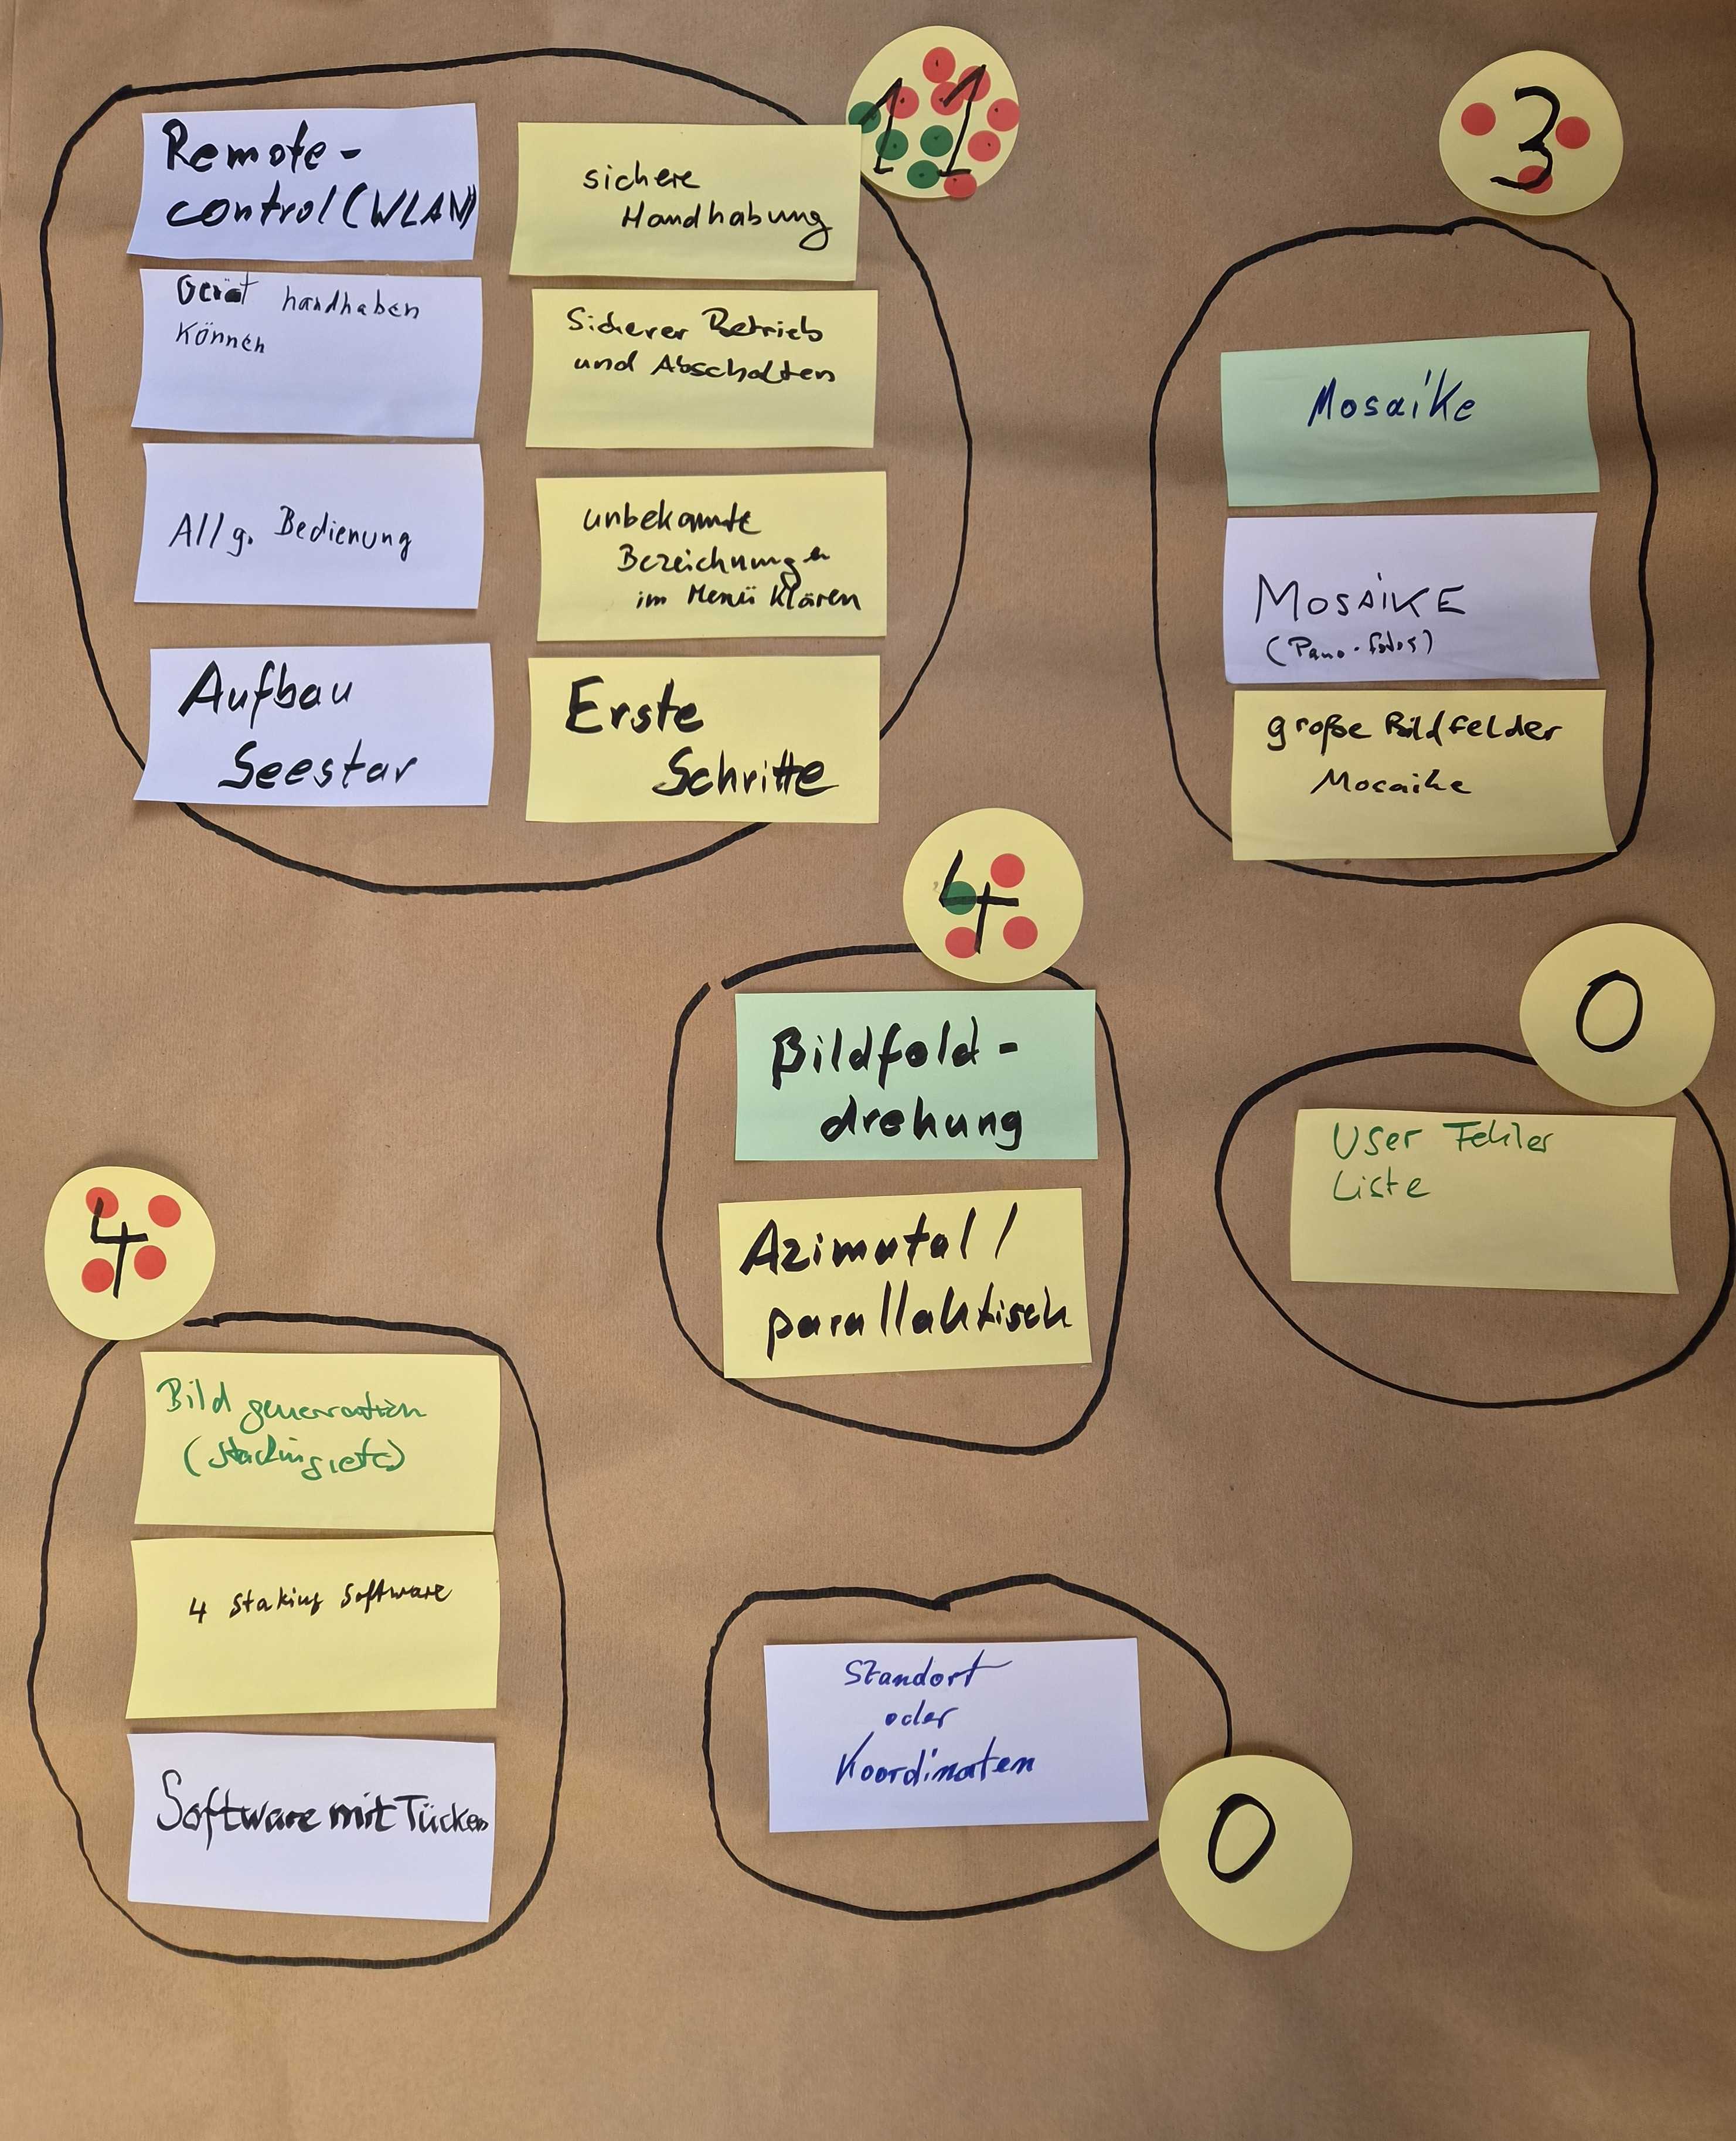 Remote-
control (WLAN)
Gerät handhaben
können
Allg. Bedienung
Aufbau
Seestar
sichere
Handhabung
Sicherer Betrieb
und Abschalten
unbekannte
Bezeichnungen
im Menü klären
Erste
Schritte
11
3
Mosaike
MOSAIKE
(Pano-fotos)
große Bildfelder
Mosaike
4
Bildfeld-
drehung
Azimutal /
parallaktisch
0
User Fehler
Liste
4
Bildgeneration
(stacking, etc)
4 Staking Software
Software mit Tücken
Standort
oder
Koordinaten
0